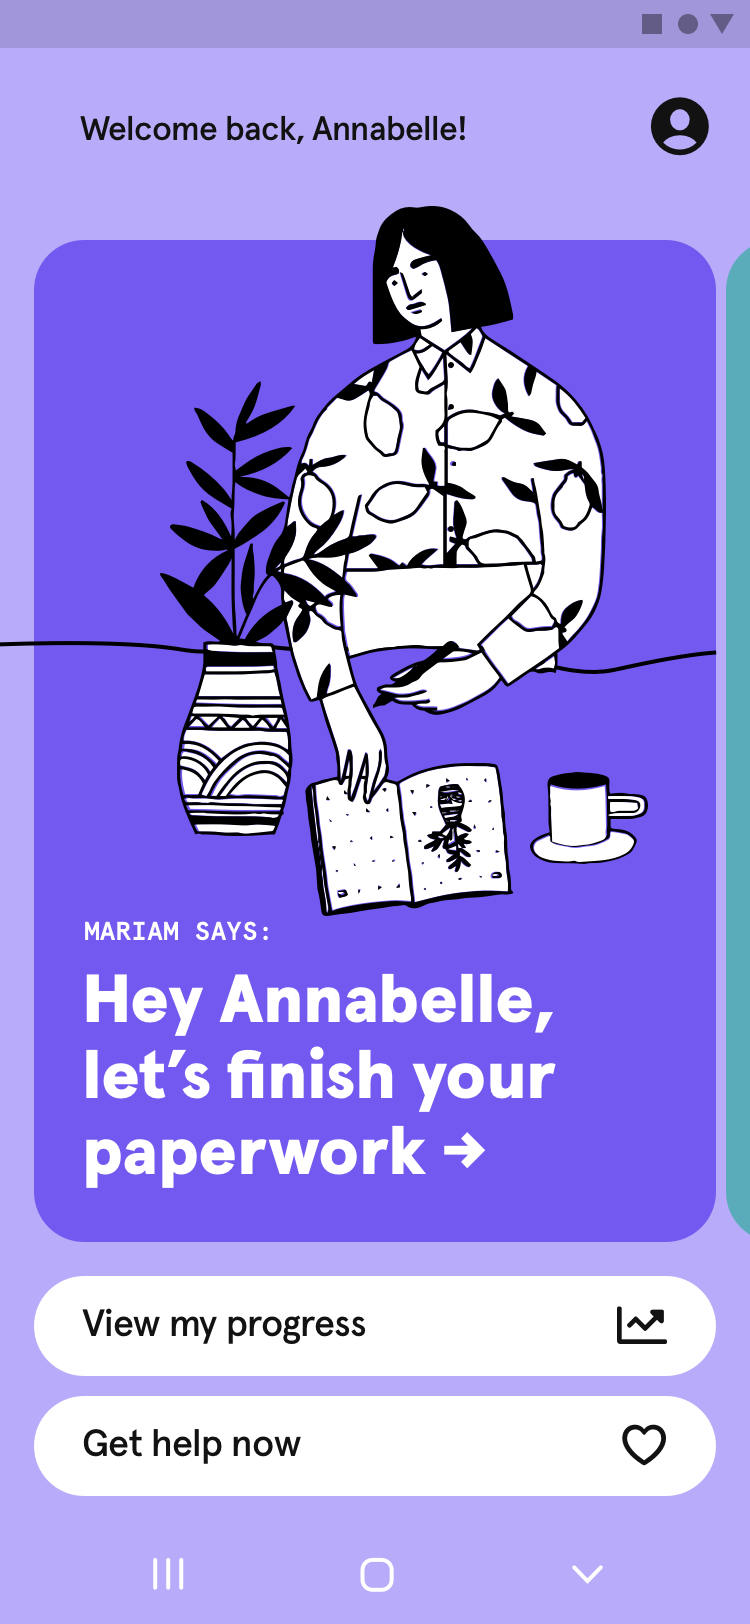 Welcome back, Annabelle!
MARIAM SAYS:
Hey Annabelle,
let’s finish your
paperwork →
View my progress
Get help now